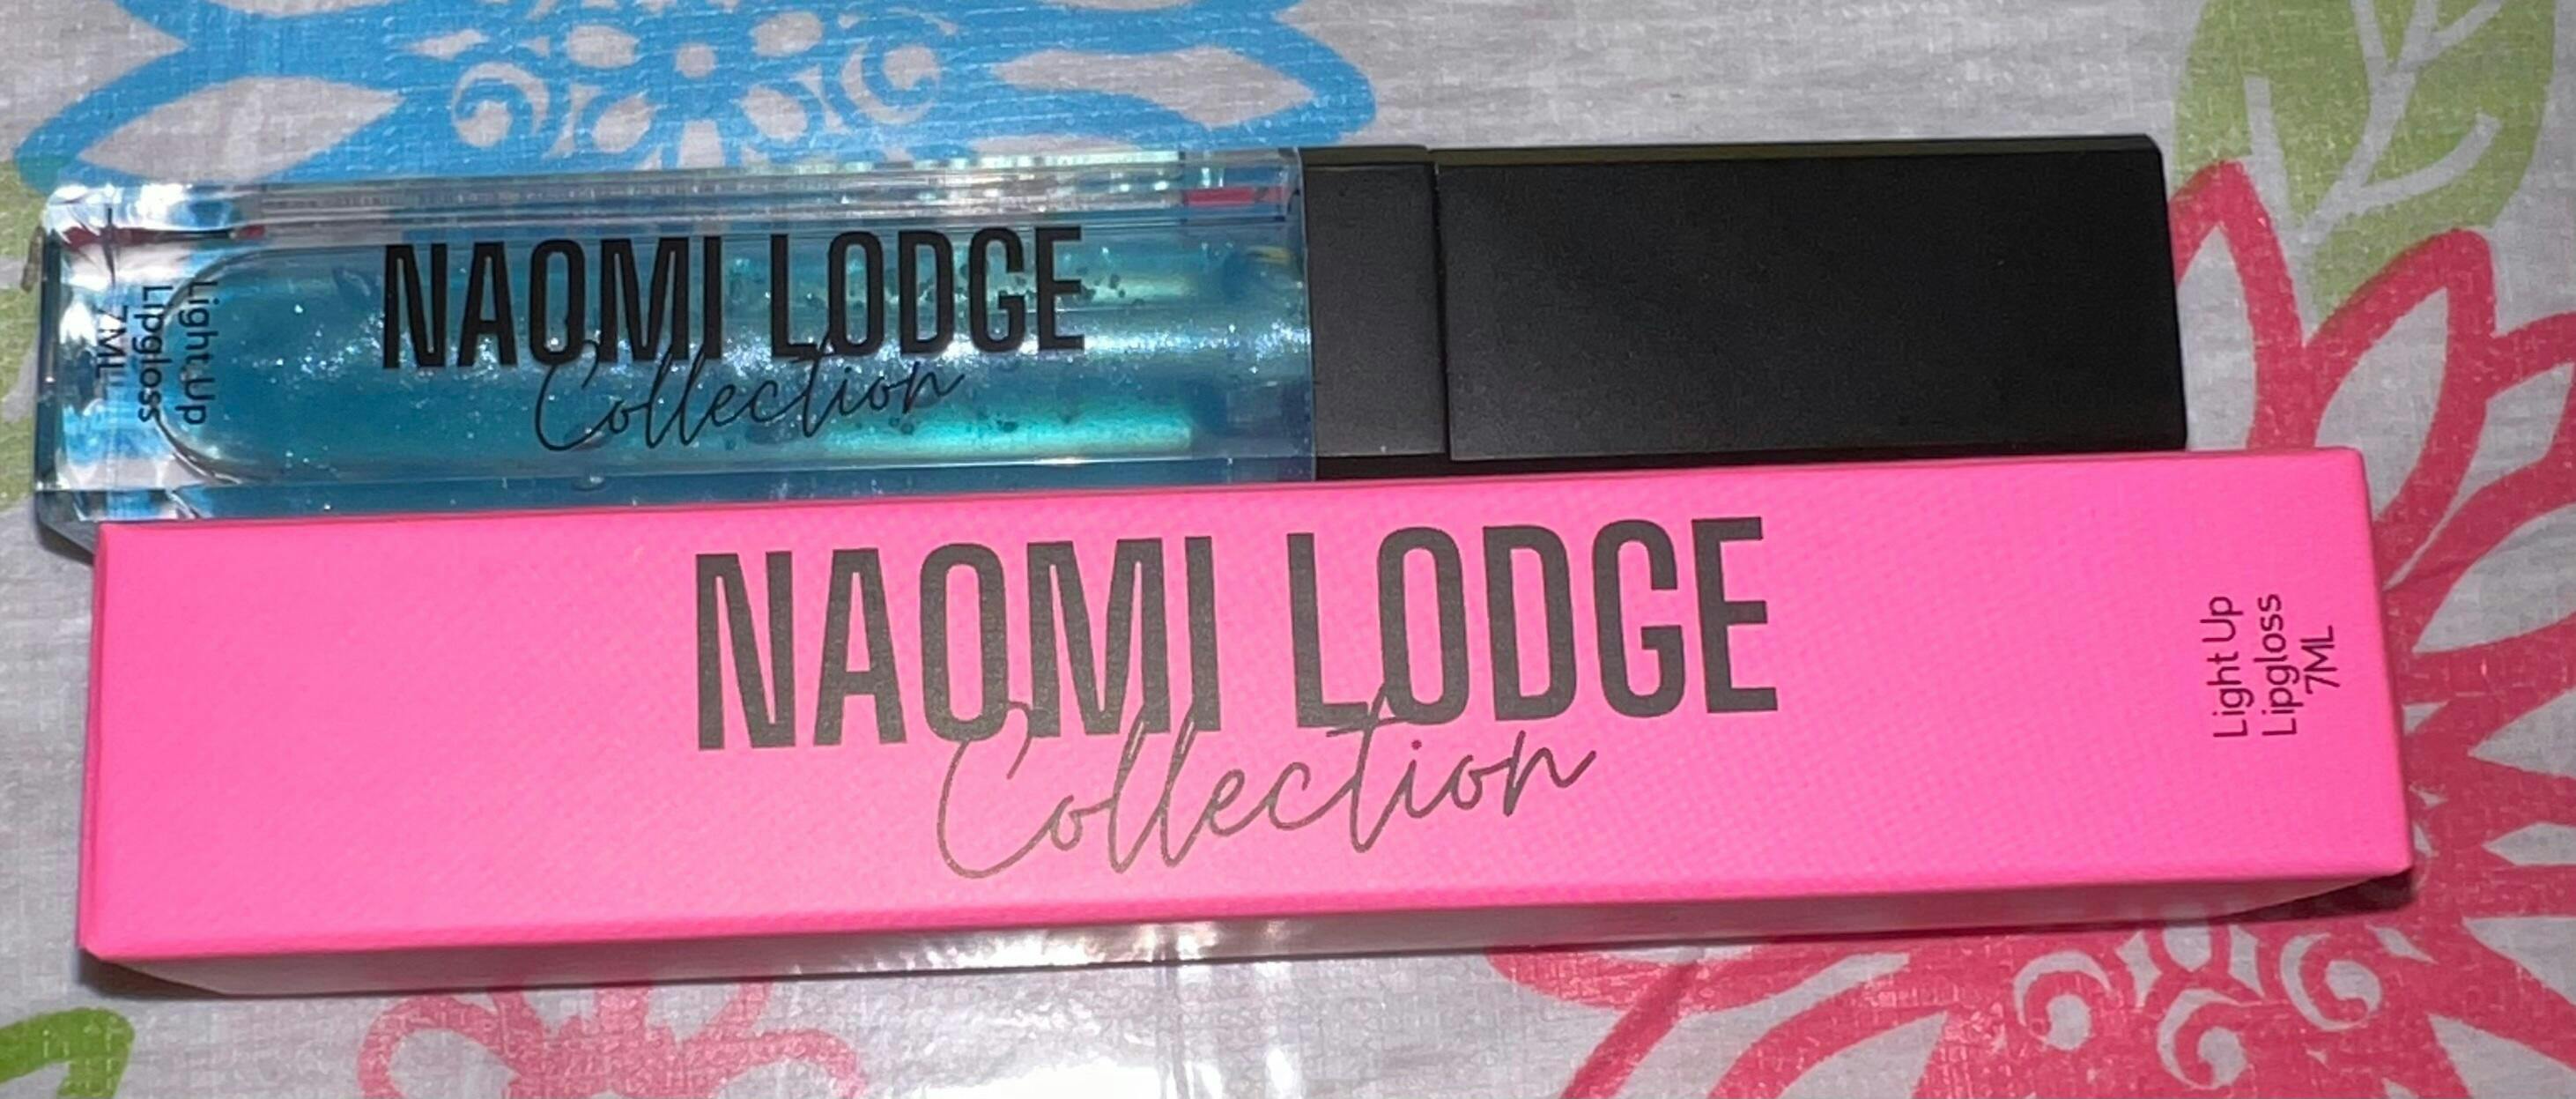 NAOMI LODGE
Collection
Light Up
Lipgloss
7ML
NAOMI LODGE
Collection
Light Up
Lipgloss
7ML